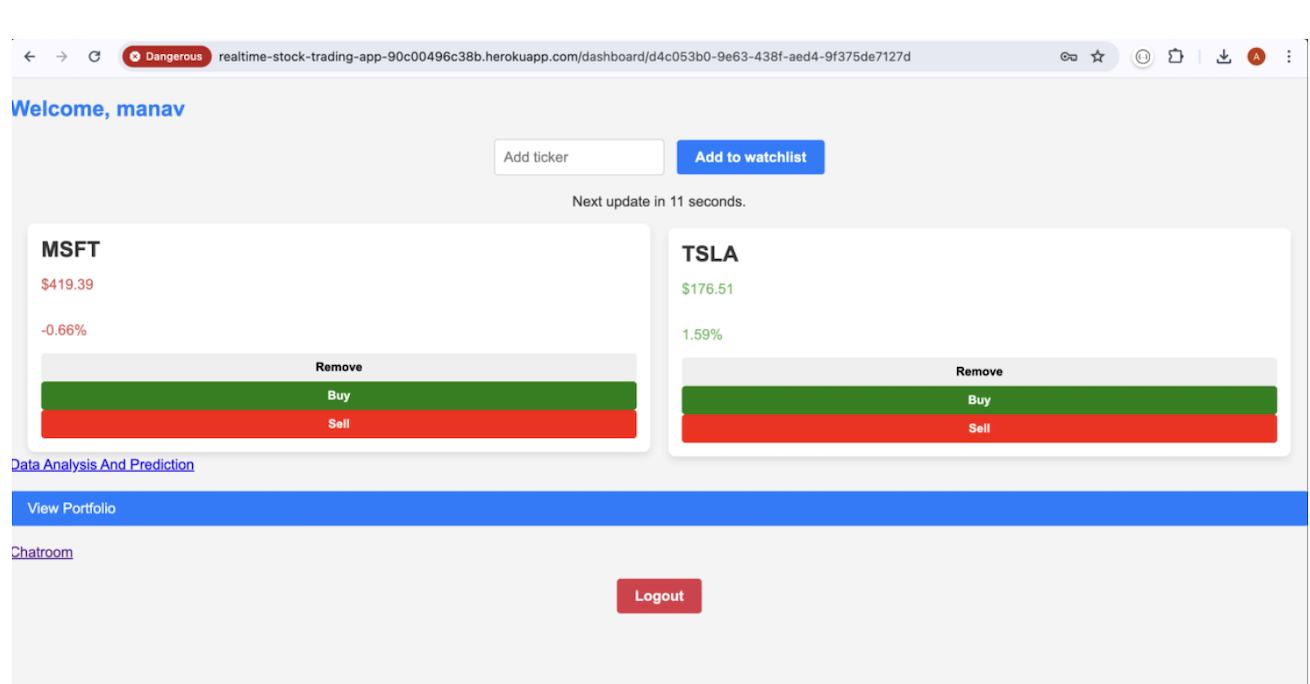 Dangerous realtime-stock-trading-app-90c00496c38b.herokuapp.com/dashboard/d4c053b0-9e63-438f-aed4-9f375de7127d
A
Welcome, manav
Add ticker Add to watchlist
Next update in 11 seconds.
MSFT
$419.39
-0.66%
Remove
Buy
Sell
TSLA
$176.51
1.59%
Remove
Buy
Sell
Data Analysis And Prediction
View Portfolio
Chatroom
Logout